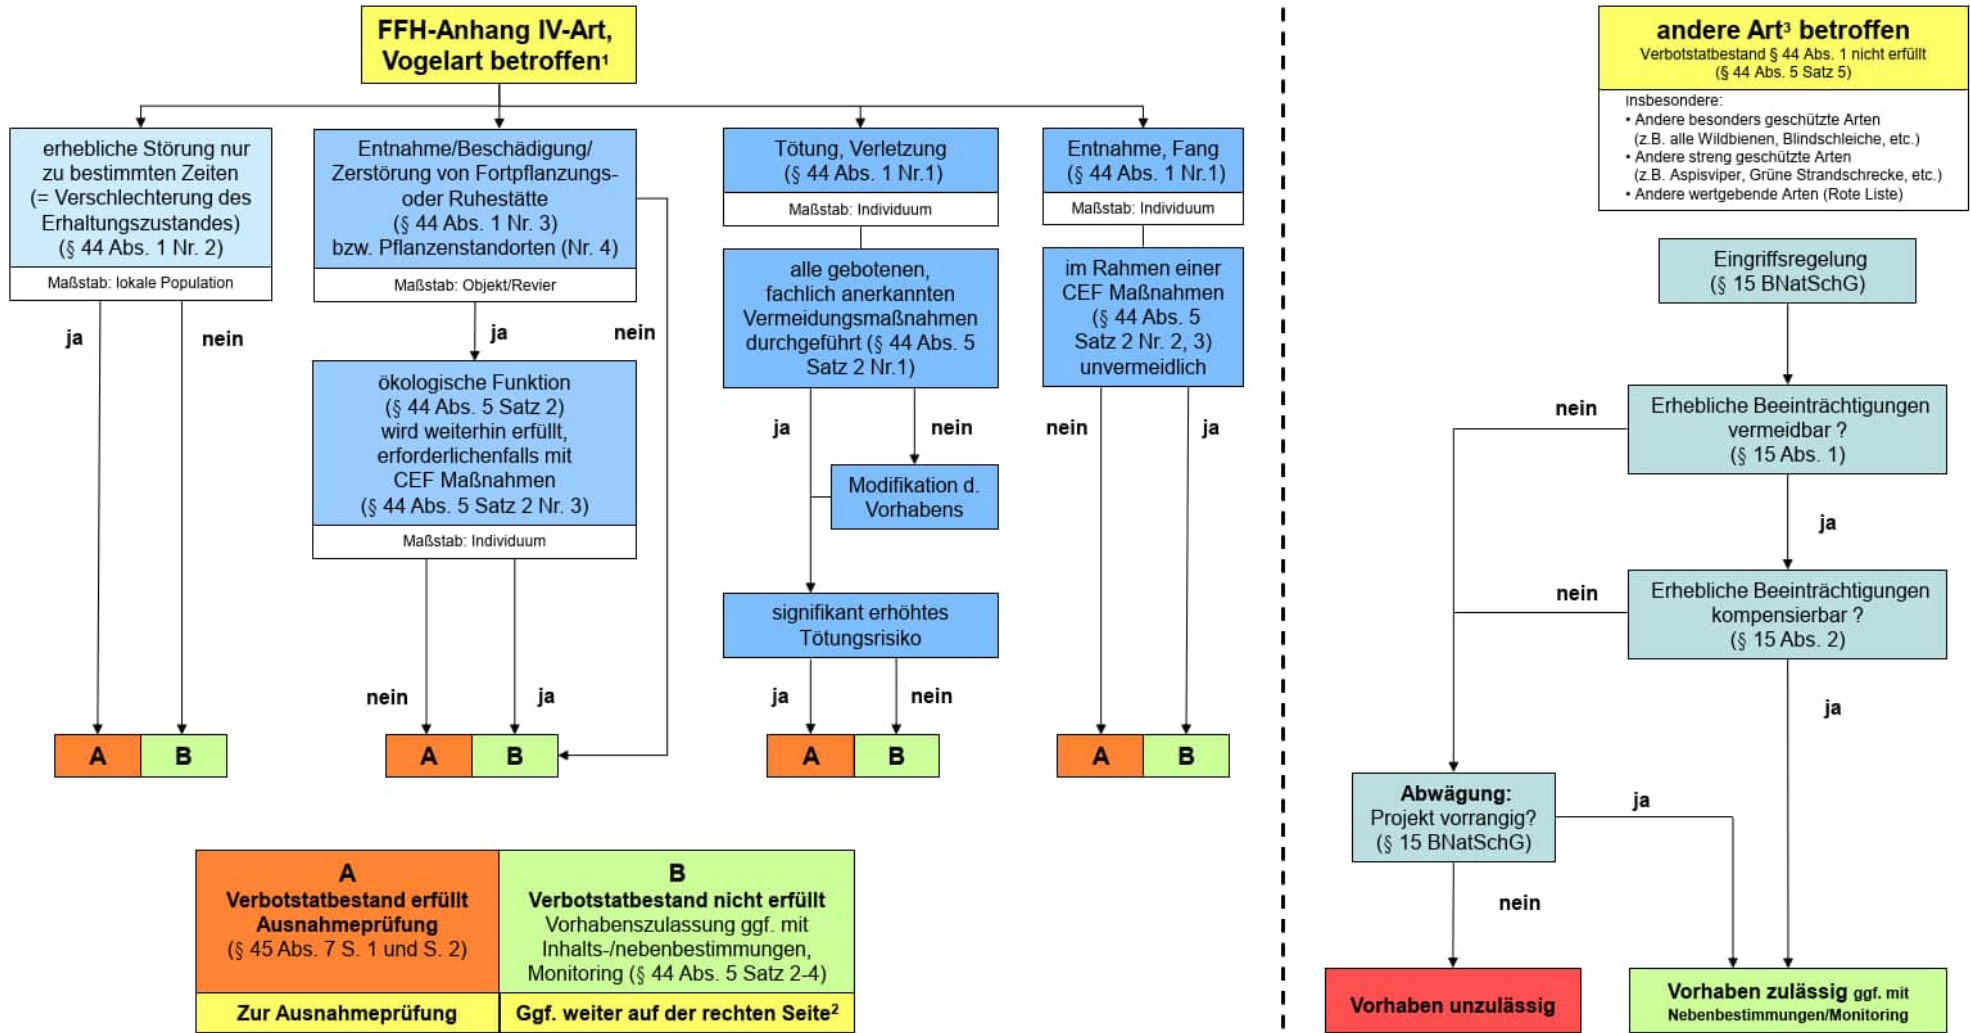 FFH-Anhang IV-Art,
Vogelart betroffen¹
erhebliche Störung nur
zu bestimmten Zeiten
(= Verschlechterung des
Erhaltungszustandes)
(§ 44 Abs. 1 Nr. 2)
Maßstab: lokale Population
ja
nein
Entnahme/Beschädigung/
Zerstörung von Fortpflanzungs-
oder Ruhestätte
(§ 44 Abs. 1 Nr. 3)
bzw. Pflanzenstandorten (Nr. 4)
Maßstab: Objekt/Revier
ja
nein
ökologische Funktion
(§ 44 Abs. 5 Satz 2)
wird weiterhin erfüllt,
erforderlichenfalls mit
CEF Maßnahmen
(§ 44 Abs. 5 Satz 2 Nr. 3)
Maßstab: Individuum
nein
ja
Tötung, Verletzung
(§ 44 Abs. 1 Nr.1)
Maßstab: Individuum
alle gebotenen,
fachlich anerkannten
Vermeidungsmaßnahmen
durchgeführt (§ 44 Abs. 5
Satz 2 Nr.1)
ja
nein
Modifikation d.
Vorhabens
signifikant erhöhtes
Tötungsrisiko
ja
nein
Entnahme, Fang
(§ 44 Abs. 1 Nr.1)
Maßstab: Individuum
im Rahmen einer
CEF Maßnahmen
(§ 44 Abs. 5
Satz 2 Nr. 2, 3)
unvermeidlich
nein
ja
A
B
A
B
A
B
A
B
A
Verbotstatbestand erfüllt
Ausnahmeprüfung
(§ 45 Abs. 7 S. 1 und S. 2)
Zur Ausnahmeprüfung
B
Verbotstatbestand nicht erfüllt
Vorhabenszulassung ggf. mit
Inhalts-/nebenbestimmungen,
Monitoring (§ 44 Abs. 5 Satz 2-4)
Ggf. weiter auf der rechten Seite²
andere Art³ betroffen
Verbotstatbestand § 44 Abs. 1 nicht erfüllt
(§ 44 Abs. 5 Satz 5)
insbesondere:
• Andere besonders geschützte Arten
(z.B. alle Wildbienen, Blindschleiche, etc.)
• Andere streng geschützte Arten
(z.B. Aspisviper, Grüne Strandschrecke, etc.)
• Andere wertgebende Arten (Rote Liste)
Eingriffsregelung
(§ 15 BNatSchG)
Erhebliche Beeinträchtigungen
vermeidbar ?
(§ 15 Abs. 1)
nein
ja
Erhebliche Beeinträchtigungen
kompensierbar ?
(§ 15 Abs. 2)
nein
ja
Abwägung:
Projekt vorrangig?
(§ 15 BNatSchG)
ja
nein
Vorhaben unzulässig
Vorhaben zulässig ggf. mit
Nebenbestimmungen/Monitoring